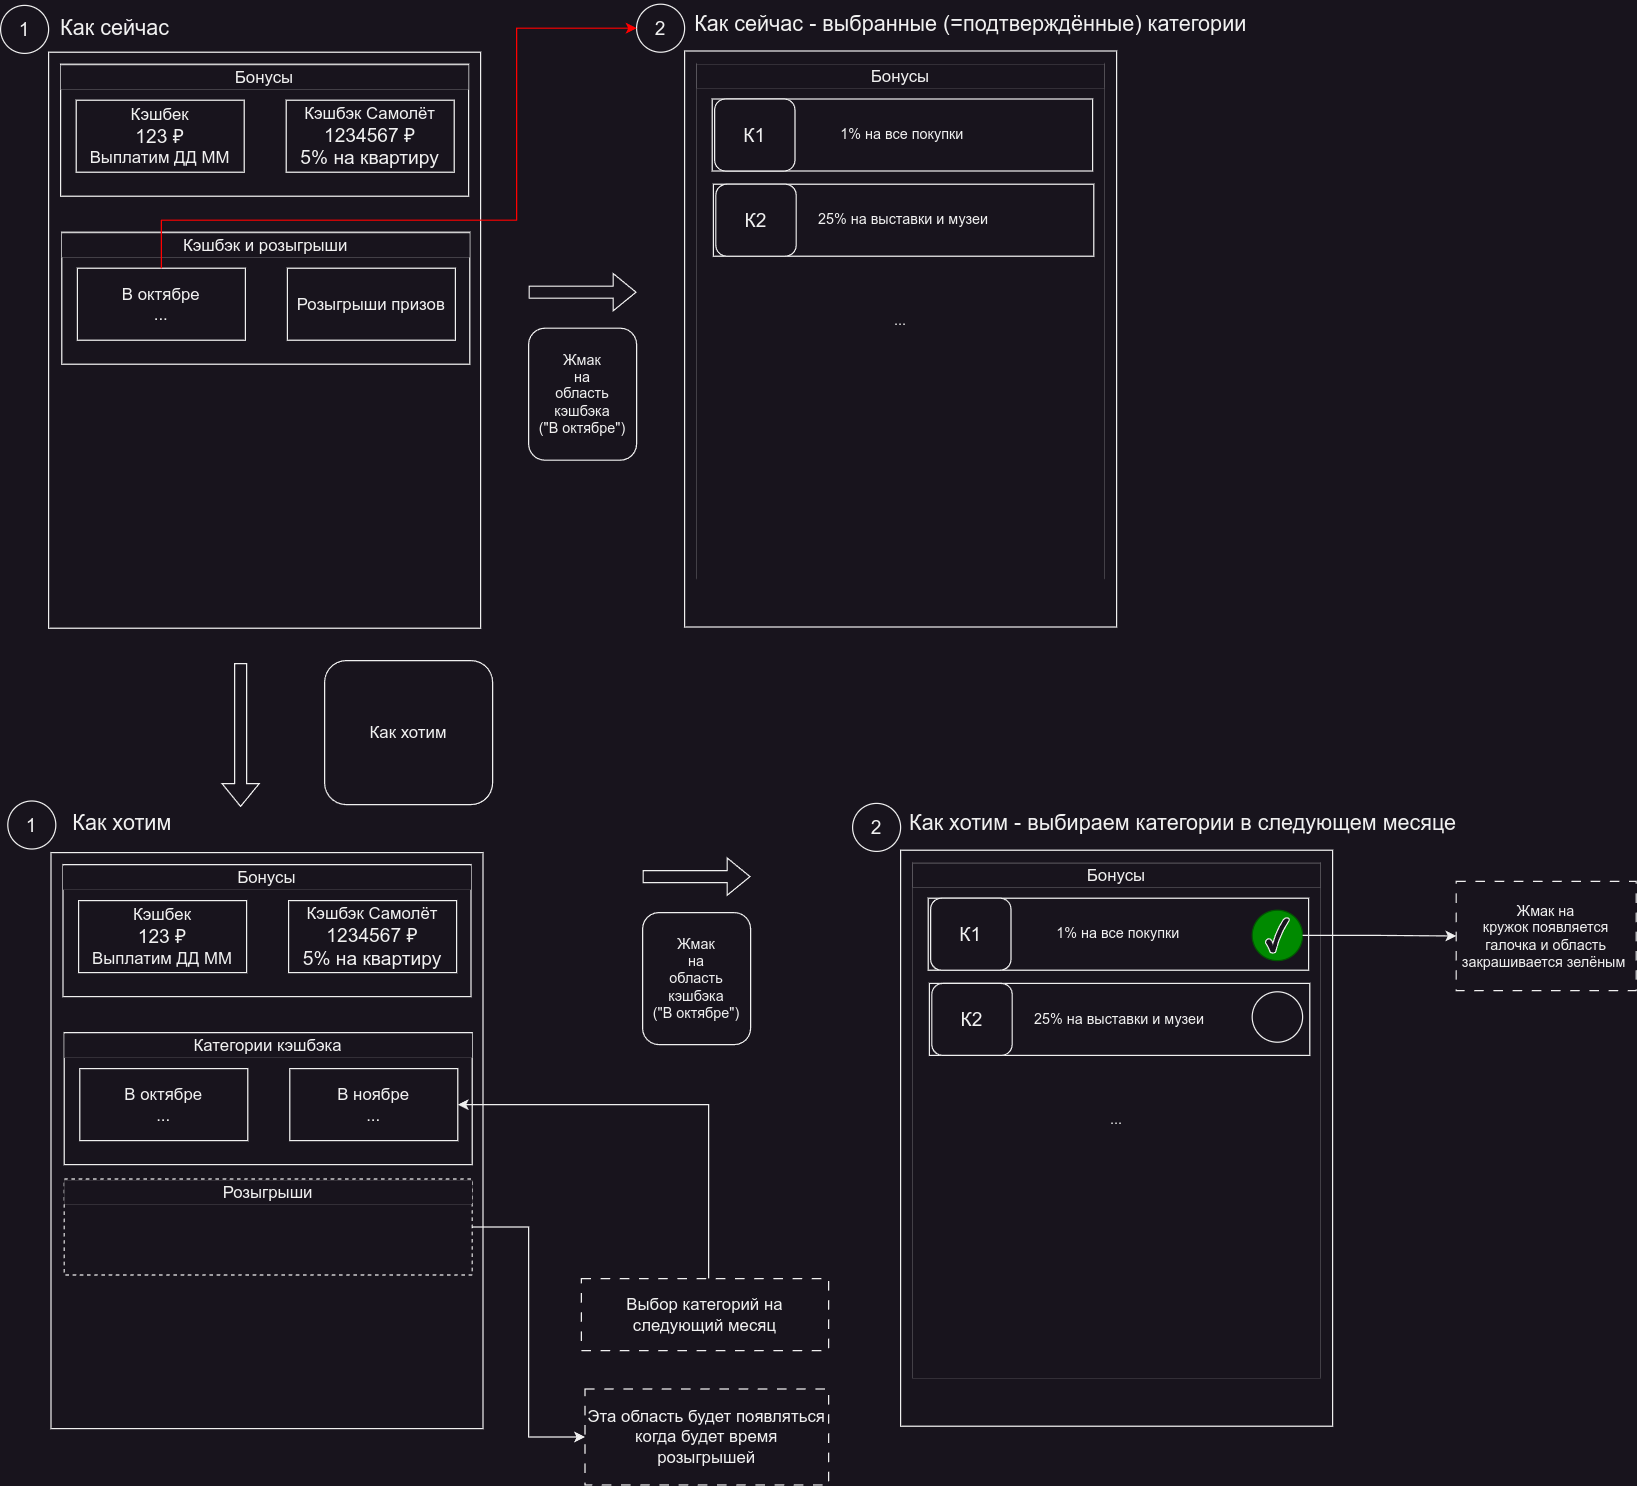 1
Как сейчас
Бонусы
Кэшбек
123 ₽
Выплатим ДД ММ
Кэшбэк Самолёт
1234567 ₽
5% на квартиру
Кэшбэк и розыгрыши
В октябре
...
Розыгрыши призов
Жмак
на
область
кэшбэка
("В октябре")
2
Как сейчас - выбранные (=подтверждённые) категории
Бонусы
К1
1% на все покупки
К2
25% на выставки и музеи
...
Как хотим
1
Как хотим
Бонусы
Кэшбек
123 ₽
Выплатим ДД ММ
Кэшбэк Самолёт
1234567 ₽
5% на квартиру
Категории кэшбэка
В октябре
...
В ноябре
...
Розыгрыши
Жмак
на
область
кэшбэка
("В октябре")
Выбор категорий на
следующий месяц
Эта область будет появляться
когда будет время
розыгрышей
2
Как хотим - выбираем категории в следующем месяце
Бонусы
К1
1% на все покупки
К2
25% на выставки и музеи
...
Жмак на
кружок появляется
галочка и область
закрашивается зелёным